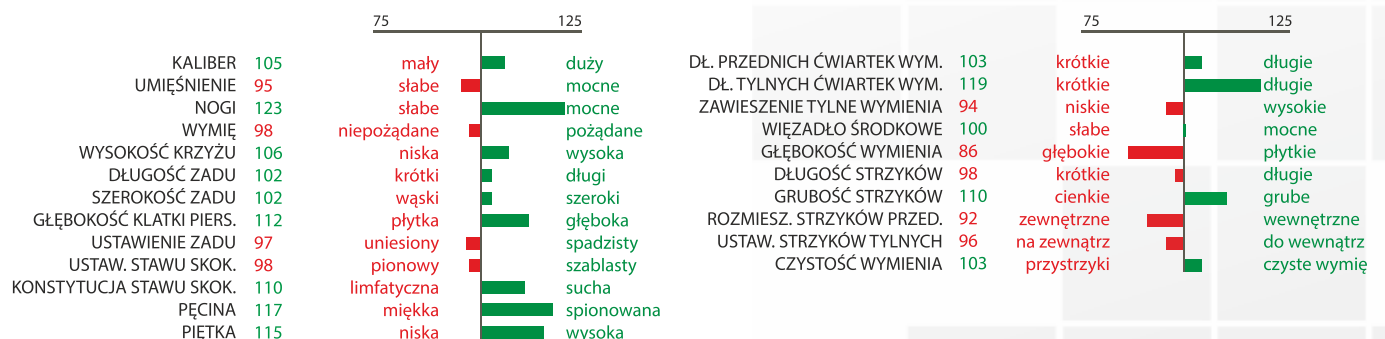 75 125
KALIBER 105 mały duży
UMIĘŚNIENIE 95 słabe mocne
NOGI 123 słabe mocne
WYMIĘ 98 niepożądane pożądane
WYSOKOŚĆ KRZYŻU 106 niska wysoka
DŁUGOŚĆ ZADU 102 krótki długi
SZEROKOŚĆ ZADU 102 wąski szeroki
GŁĘBOKOŚĆ KLATKI PIERS. 112 płytka głęboka
USTAWIENIE ZADU 97 uniesiony spadzisty
USTAW. STAWU SKOK. 98 pionowy szablasty
KONSTYTUCJA STAWU SKOK. 110 limfatyczna sucha
PĘCINA 117 miękka spionowana
PIĘTKA 115 niska wysoka
75 125
DŁ. PRZEDNICH ĆWIARTEK WYM. 103 krótkie długie
DŁ. TYLNYCH ĆWIARTEK WYM. 119 krótkie długie
ZAWIESZENIE TYLNE WYMIENIA 94 niskie wysokie
WIĘZADŁO ŚRODKOWE 100 słabe mocne
GŁĘBOKOŚĆ WYMIENIA 86 głębokie płytkie
DŁUGOŚĆ STRZYKÓW 98 krótkie długie
GRUBOŚĆ STRZYKÓW 110 cienkie grube
ROZMIESZ. STRZYKÓW PRZED. 92 zewnętrzne wewnętrzne
USTAW. STRZYKÓW TYLNYCH 96 na zewnątrz do wewnątrz
CZYSTOŚĆ WYMIENIA 103 przystrzyki czyste wymię